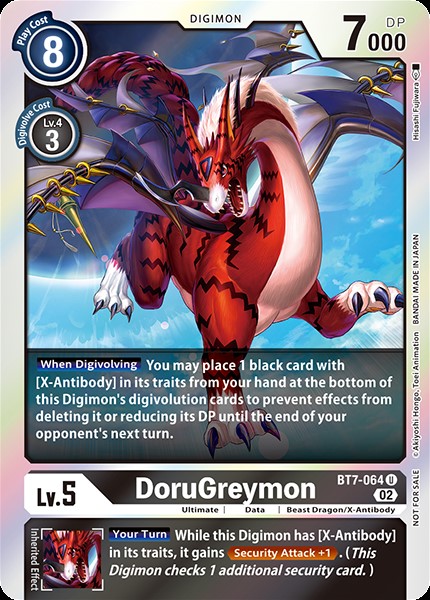 Play Cost
8
DIGIMON
DP
7000
Digivolve Cost
Lv.4
3
Hisashi Fujiwara
When Digivolving You may place 1 black card with
[X-Antibody] in its traits from your hand at the bottom of
this Digimon's digivolution cards to prevent effects from
deleting it or reducing its DP until the end of your
opponent's next turn.
©Akiyoshi Hongo, Toei Animation BANDAI MADE IN JAPAN
NOT FOR SALE
Lv.5
DoruGreymon
BT7-064 U
02
Ultimate | Data | Beast Dragon/X-Antibody
Inherited Effect
Your Turn While this Digimon has [X-Antibody]
in its traits, it gains Security Attack +1 . (This
Digimon checks 1 additional security card.)